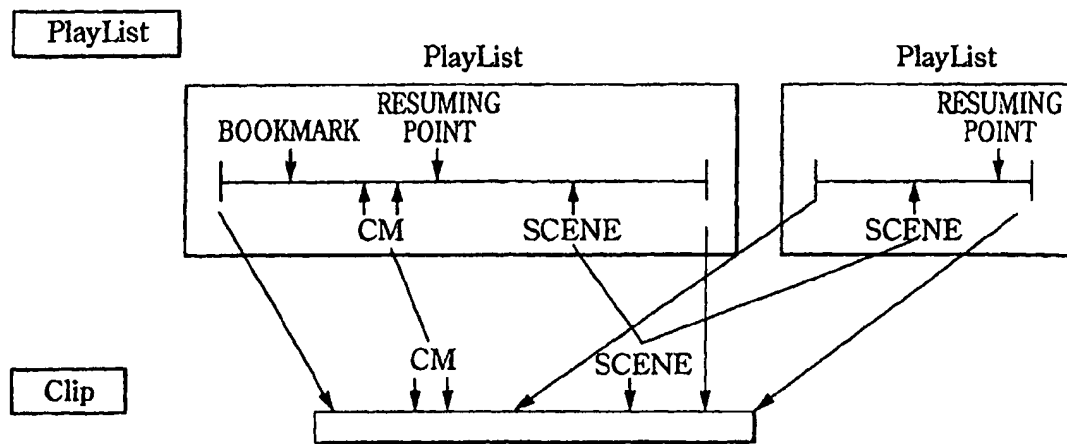 PlayList
PlayList
PlayList
BOOKMARK
RESUMING
POINT
CM
SCENE
RESUMING
POINT
SCENE
CM
SCENE
Clip